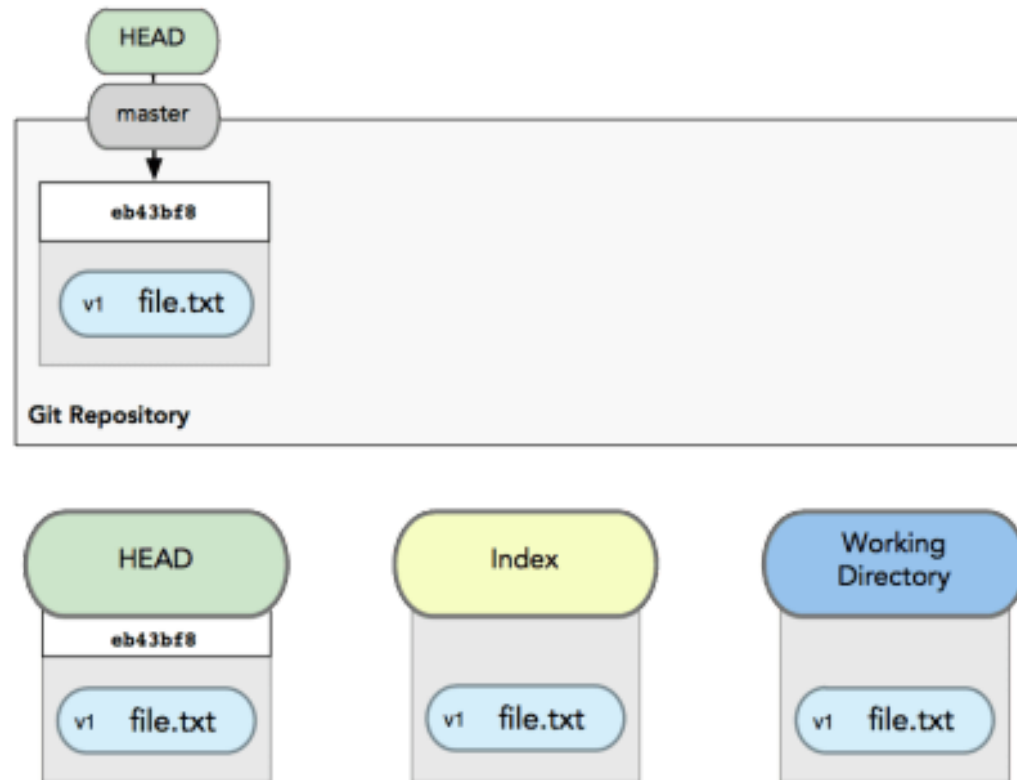 HEAD
master
eb43bf8
v1 file.txt
Git Repository
HEAD
Index
Working
Directory
eb43bf8
v1 file.txt
v1 file.txt
v1 file.txt